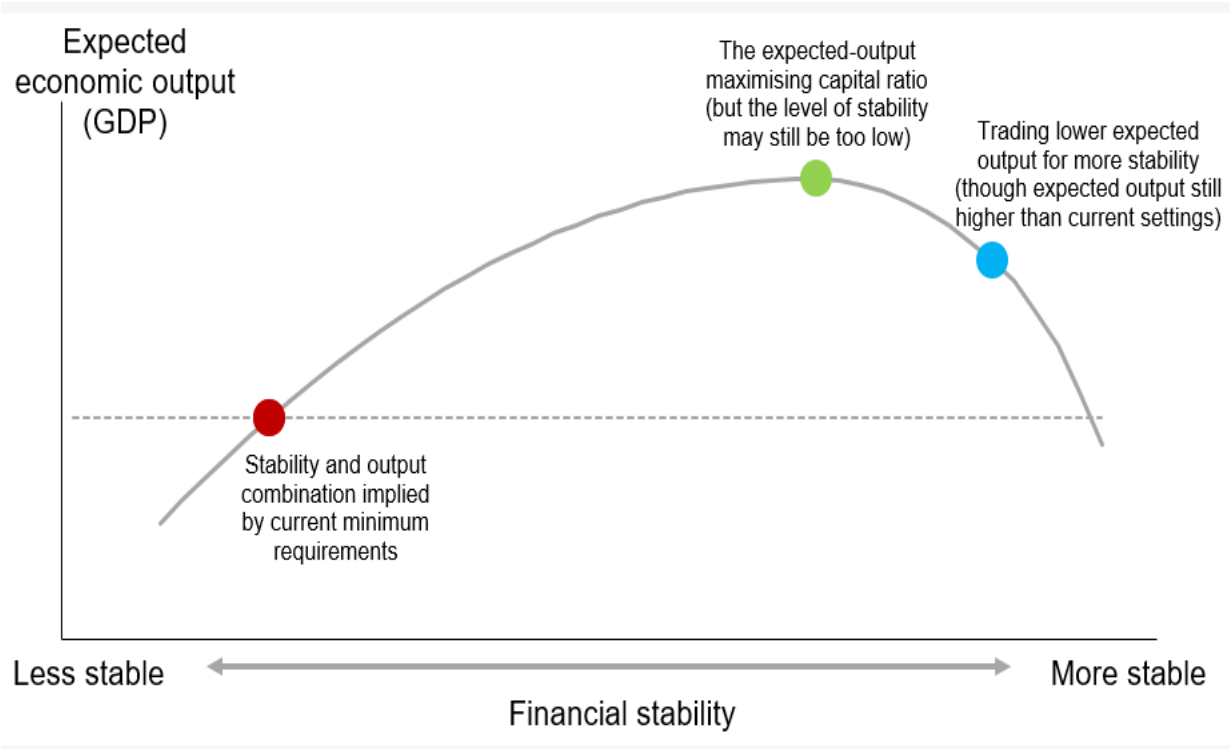 Expected
economic output
(GDP)
The expected-output
maximising capital ratio
(but the level of stability
may still be too low)
Trading lower expected
output for more stability
(though expected output still
higher than current settings)
Stability and output
combination implied
by current minimum
requirements
Less stable
More stable
Financial stability